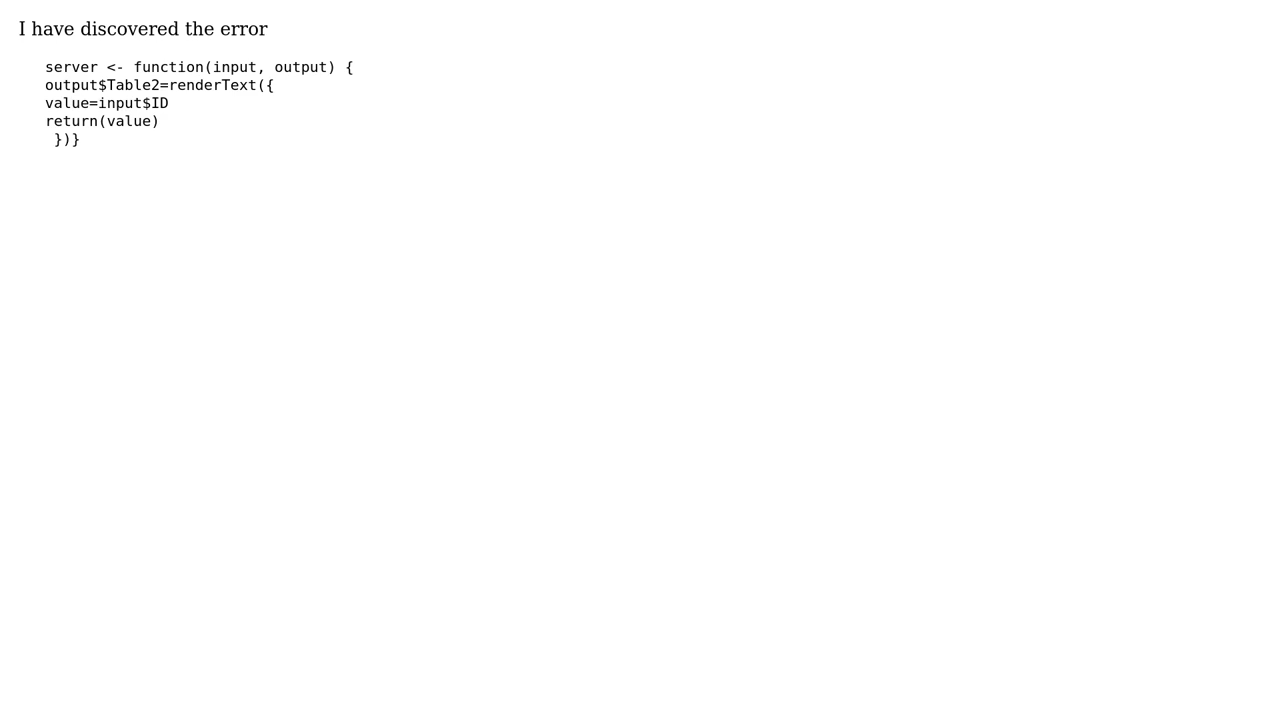 I have discovered the error
server <- function(input, output) {
output$Table2=renderText({
value=input$ID
return(value)
 })}